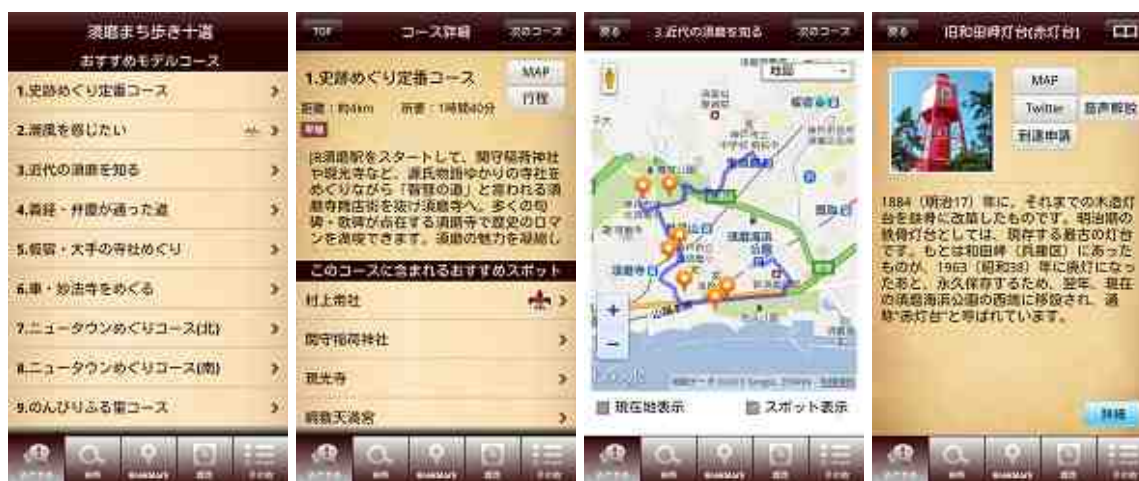 須磨まち歩き十選
おすすめモデルコース
1.史跡めぐり定番コース
2.潮風を感じたい
3.近代の須磨を知る
4.義経・弁慶が通った道
5.板宿・大手の寺社めぐり
6.車・妙法寺をめぐる
7.ニュータウンめぐりコース(北)
8.ニュータウンめぐりコース(南)
9.のんびりふる里コース
TOP
コース詳細
次のコース
1.史跡めぐり定番コース
MAP
行程
距離：約4km 所要：1時間40分
JR須磨駅をスタートして、関守稲荷神社
や現光寺など、源氏物語ゆかりの寺社を
めぐりながら「智慧の道」と言われる須
磨寺商店街を抜け須磨寺へ。多くの句
碑・歌碑が点在する須磨寺で歴史のロマ
ンを満喫できます。須磨の魅力を凝縮し
このコースに含まれるおすすめスポット
村上帝社
関守稲荷神社
現光寺
綱敷天満宮
戻る
3.近代の須磨を知る
次のコース
地図
須磨海浜
公園
須磨寺
現在地表示
スポット表示
戻る
旧和田岬灯台(赤灯台)
MAP
Twitter
音声解説
到達申請
1884（明治17）年に、それまでの木造灯
台を鉄骨に改築したものです。明治期の
鉄骨灯台としては、現存する最古の灯台
です。もとは和田岬（兵庫区）にあった
ものが、1963（昭和38）年に廃灯になっ
たあと、永久保存するため、翌年、現在
の須磨海浜公園の西端に移設され、通
称"赤灯台"と呼ばれています。
詳細